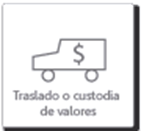 $
Traslado o custodia
de valores